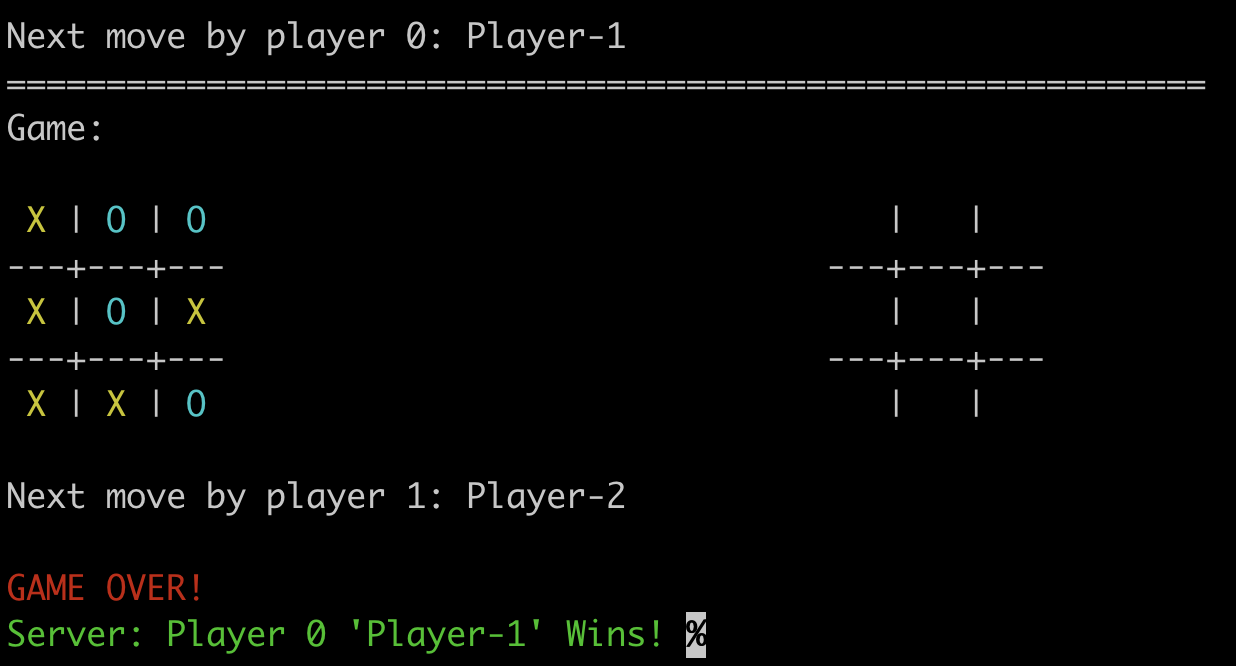 Next move by player 0: Player-1
============================================================
Game:
 X | O | O                                  |   |
---+---+---                              ---+---+---
 X | O | X                                  |   |
---+---+---                              ---+---+---
 X | X | O                                  |   |
Next move by player 1: Player-2
GAME OVER!
Server: Player 0 'Player-1' Wins! %